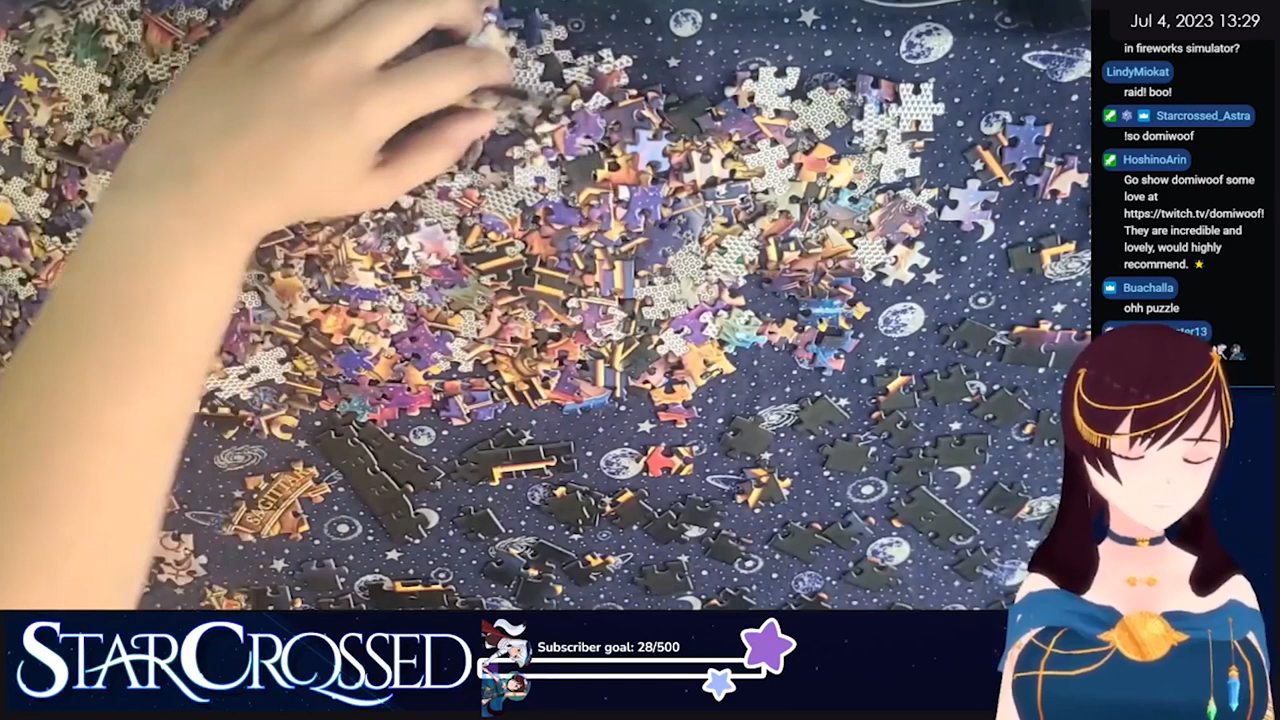 Jul 4, 2023 13:29
in fireworks simulator?
LindyMiokat
raid! boo!
Starcrossed_Astra
!so domiwoof
HoshinoArin
Go show domiwoof some
love at
https://twitch.tv/domiwoof!
They are incredible and
lovely, would highly
recommend.
Buachalla
ohh puzzle
SAGITTAR
STARCROSSED
Subscriber goal: 28/500